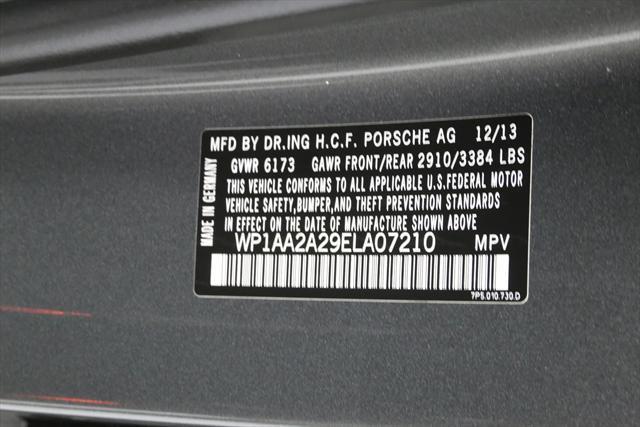 MFD BY DR.ING H.C.F. PORSCHE AG 12/13
GVWR 6173 GAWR FRONT/REAR 2910/3384 LBS
THIS VEHICLE CONFORMS TO ALL APPLICABLE U.S.FEDERAL MOTOR
VEHICLE SAFETY,BUMPER,AND THEFT PREVENTION STANDARDS
IN EFFECT ON THE DATE OF MANUFACTURE SHOWN ABOVE
WP1AA2A29ELA07210 MPV
7P5.010.730.D
MADE IN GERMANY